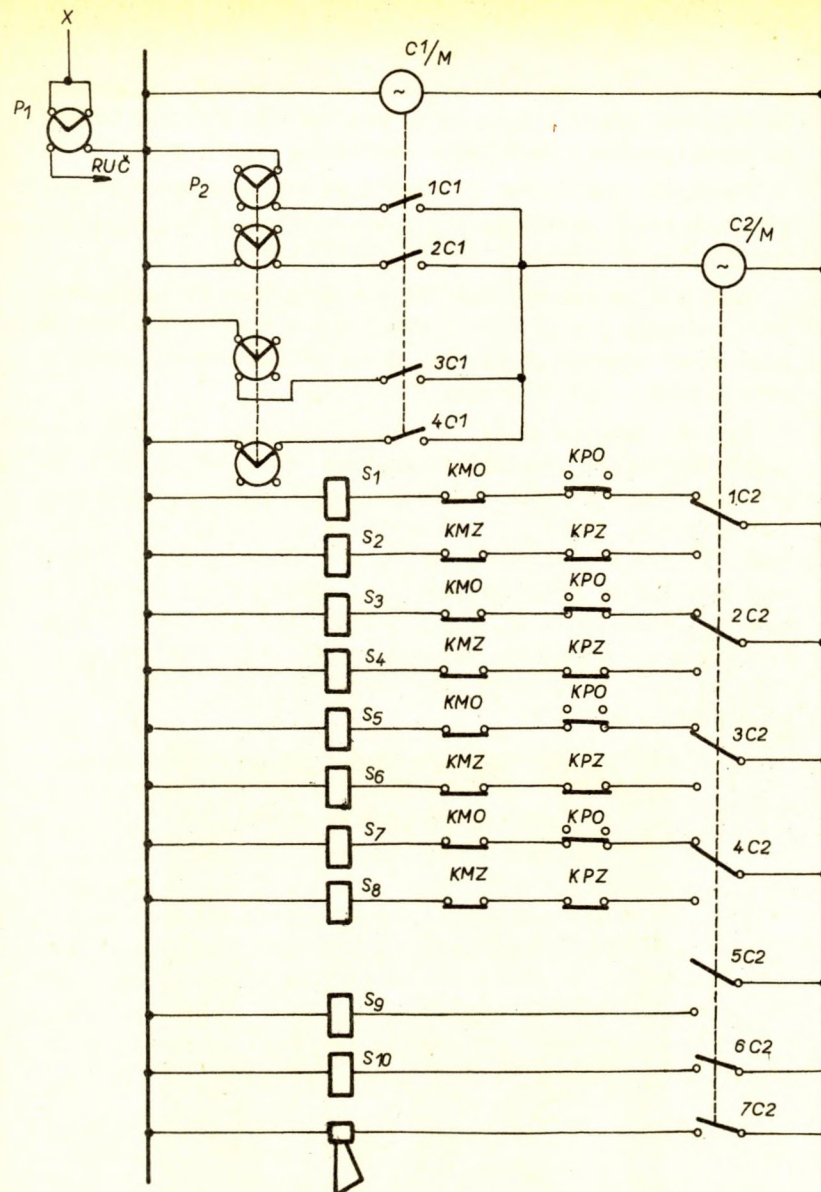 X
C1/M
P1
RUČ
P2
1C1
2C1
C2/M
3C1
4C1
S1 KMO KPO 1C2
S2 KMZ KPZ
S3 KMO KPO 2C2
S4 KMZ KPZ
S5 KMO KPO 3C2
S6 KMZ KPZ
S7 KMO KPO 4C2
S8 KMZ KPZ
5C2
S9
S10 6C2
7C2